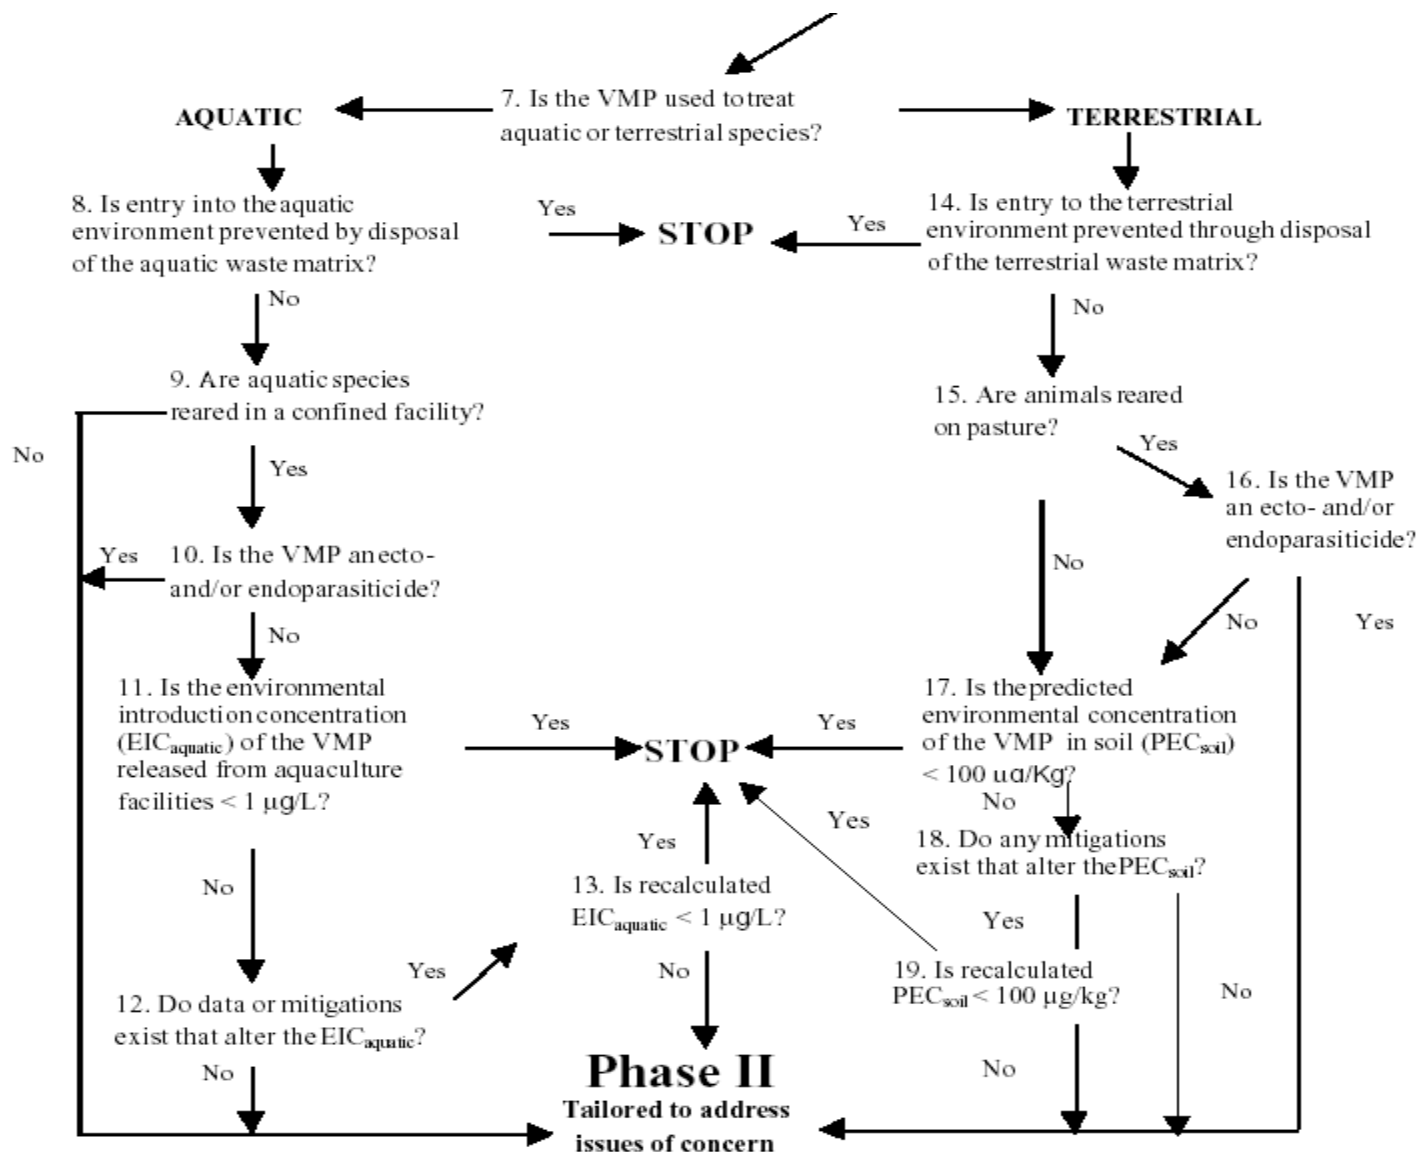 7. Is the VMP used to treat
aquatic or terrestrial species?
AQUATIC
TERRESTRIAL
8. Is entry into the aquatic
environment prevented by disposal
of the aquatic waste matrix?
Yes
STOP
Yes
14. Is entry to the terrestrial
environment prevented through disposal
of the terrestrial waste matrix?
No
No
9. Are aquatic species
reared in a confined facility?
15. Are animals reared
on pasture?
No
Yes
Yes
16. Is the VMP
an ecto- and/or
endoparasiticide?
Yes
10. Is the VMP an ecto-
and/or endoparasiticide?
No
No
No
Yes
11. Is the environmental
introduction concentration
(EICaquatic) of the VMP
released from aquaculture
facilities < 1 µg/L?
Yes
STOP
Yes
17. Is the predicted
environmental concentration
of the VMP in soil (PECsoil)
< 100 ug/Kg?
No
Yes
Yes
18. Do any mitigations
exist that alter the PECsoil?
No
13. Is recalculated
EICaquatic < 1 µg/L?
Yes
Yes
No
19. Is recalculated
PECsoil < 100 µg/kg?
No
12. Do data or mitigations
exist that alter the EICaquatic?
No
No
Phase II
Tailored to address
issues of concern